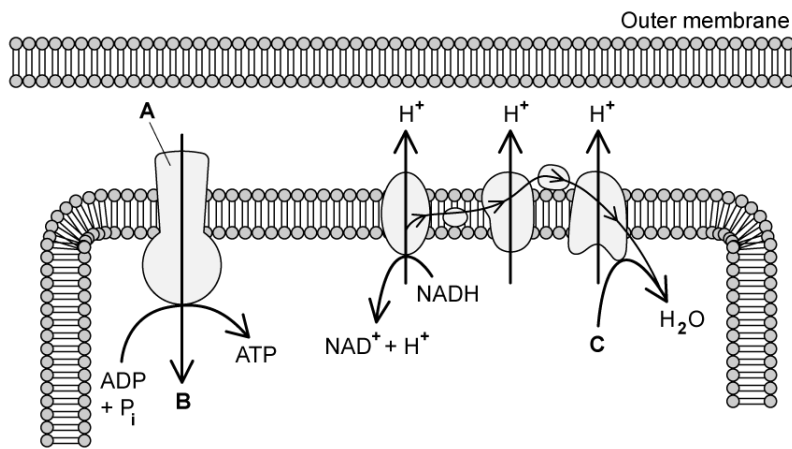 Outer membrane
A
H⁺
H⁺
H⁺
NADH
NAD⁺ + H⁺
H₂O
ATP
C
ADP
+ Pᵢ
B